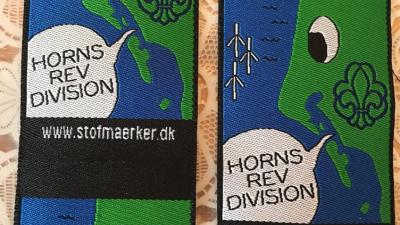 HORNS
REV
DIVISION
www.stofmaerker.dk
HORNS
REV
DIVISION